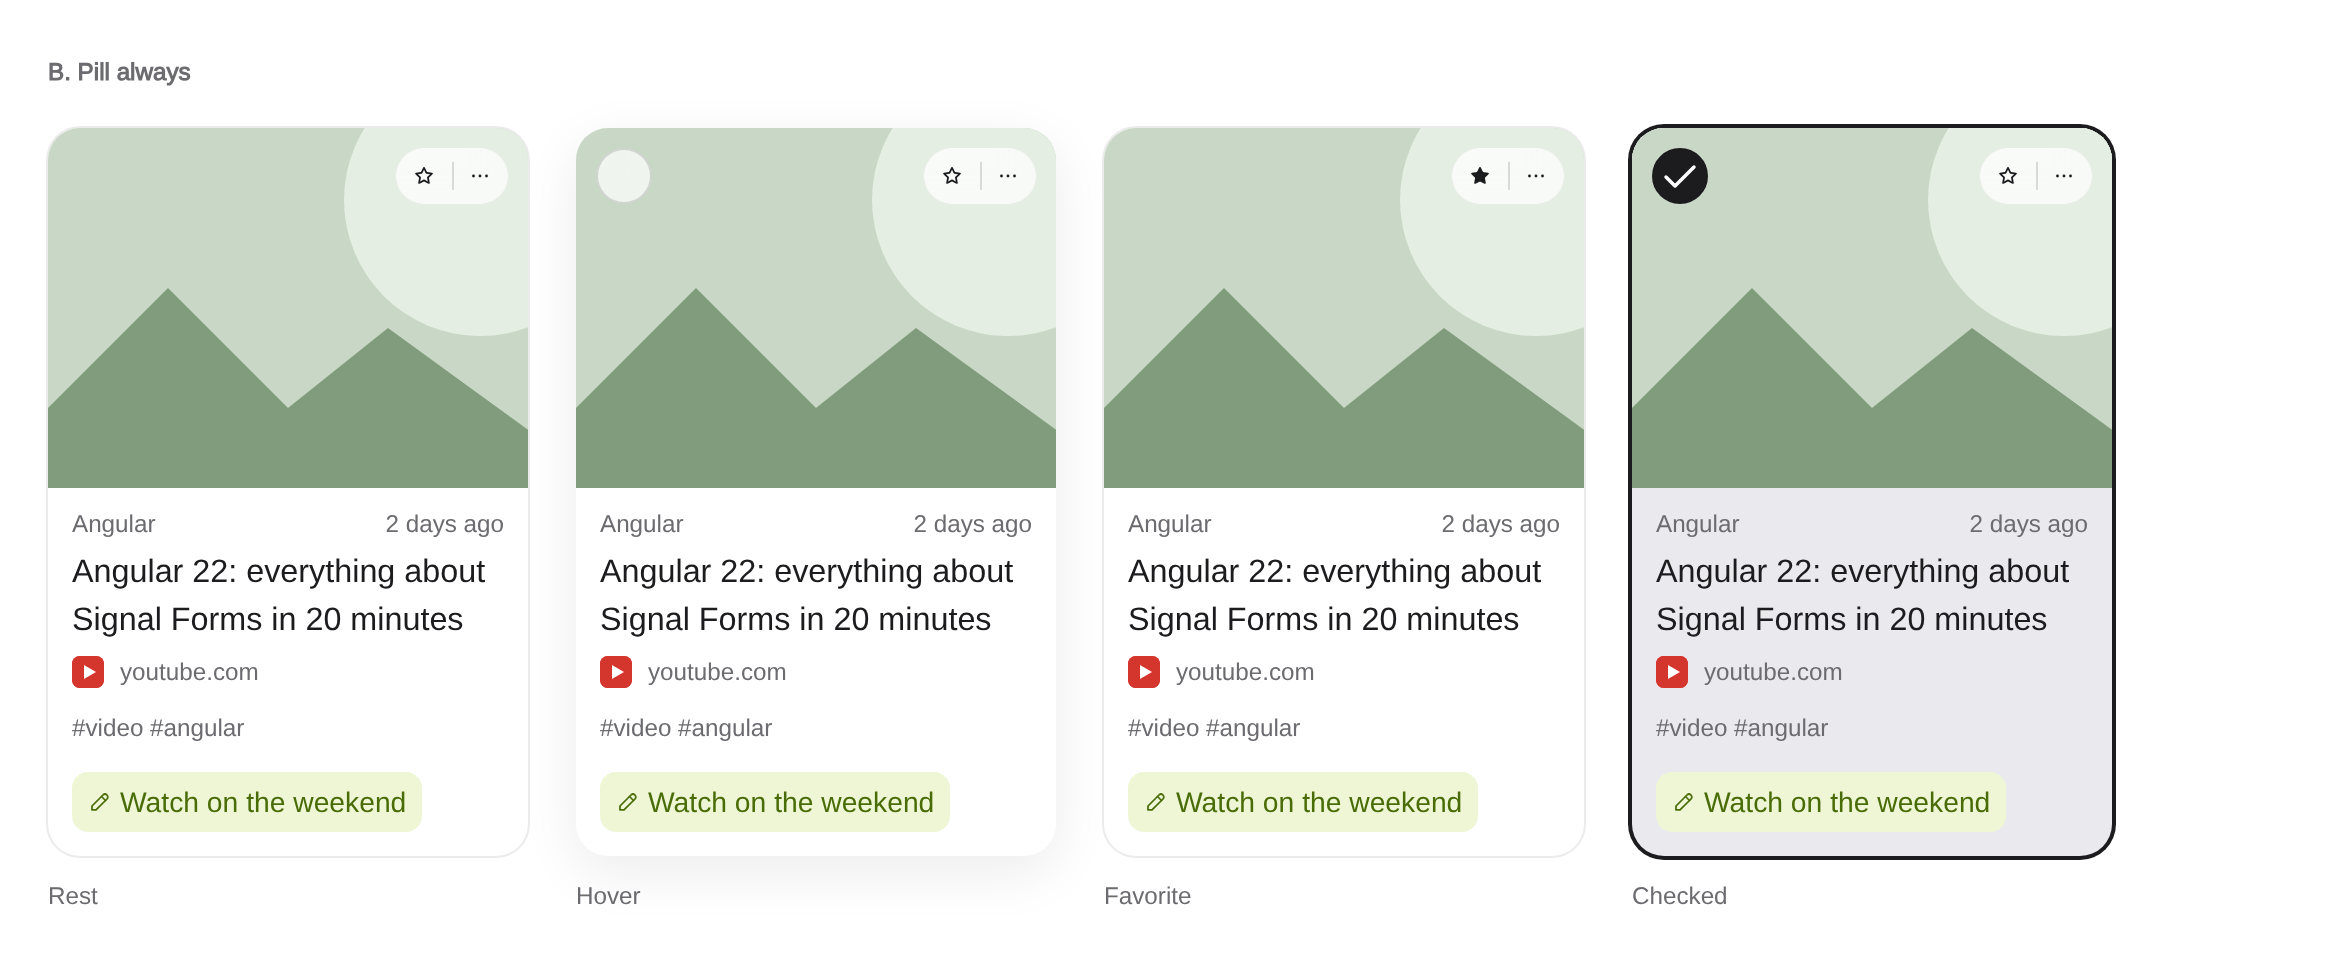 B. Pill always
Angular 2 days ago
Angular 22: everything about
Signal Forms in 20 minutes
youtube.com
#video #angular
Watch on the weekend
Rest
Angular 2 days ago
Angular 22: everything about
Signal Forms in 20 minutes
youtube.com
#video #angular
Watch on the weekend
Hover
Angular 2 days ago
Angular 22: everything about
Signal Forms in 20 minutes
youtube.com
#video #angular
Watch on the weekend
Favorite
Angular 2 days ago
Angular 22: everything about
Signal Forms in 20 minutes
youtube.com
#video #angular
Watch on the weekend
Checked